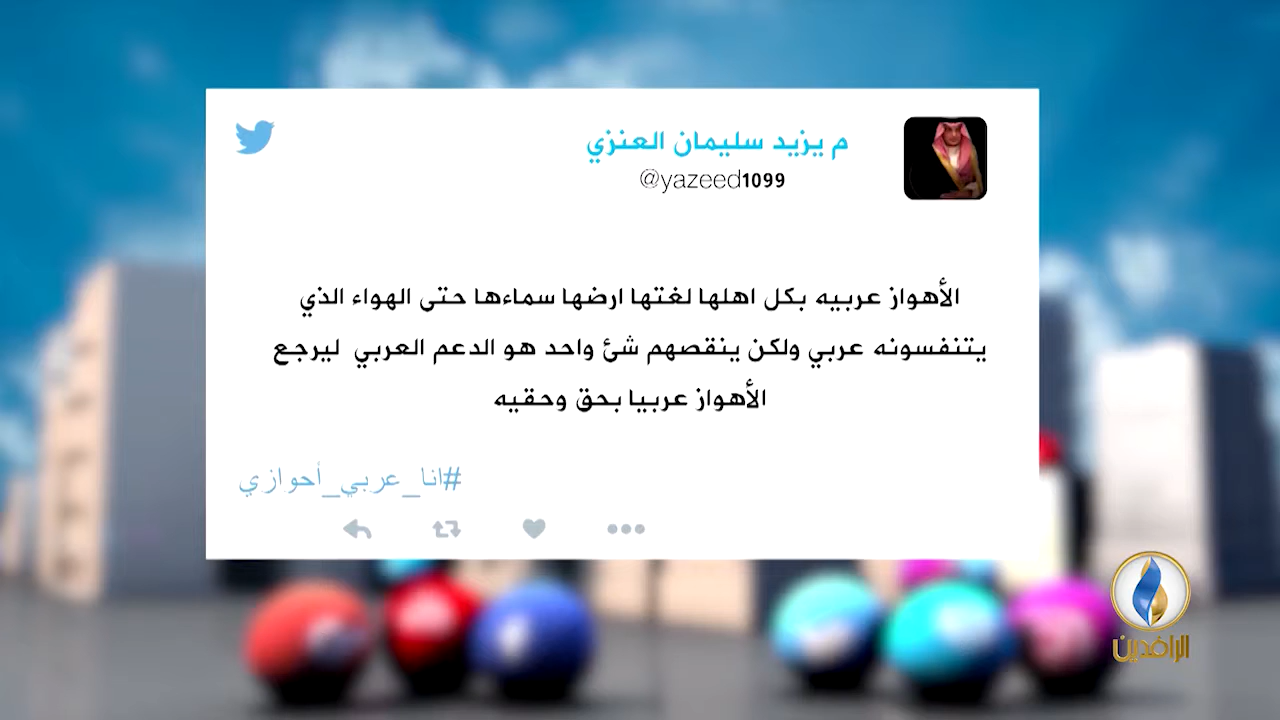 م يزيد سليمان العنزي
@yazeed1099
الأهواز عربيه بكل اهلها لغتها ارضها سماءها حتى الهواء الذي
يتنفسونه عربي ولكن ينقصهم شئ واحد هو الدعم العربي ليرجع
الأهواز عربيا بحق وحقيه
#انا_عربي_أحوازي
الرافدين